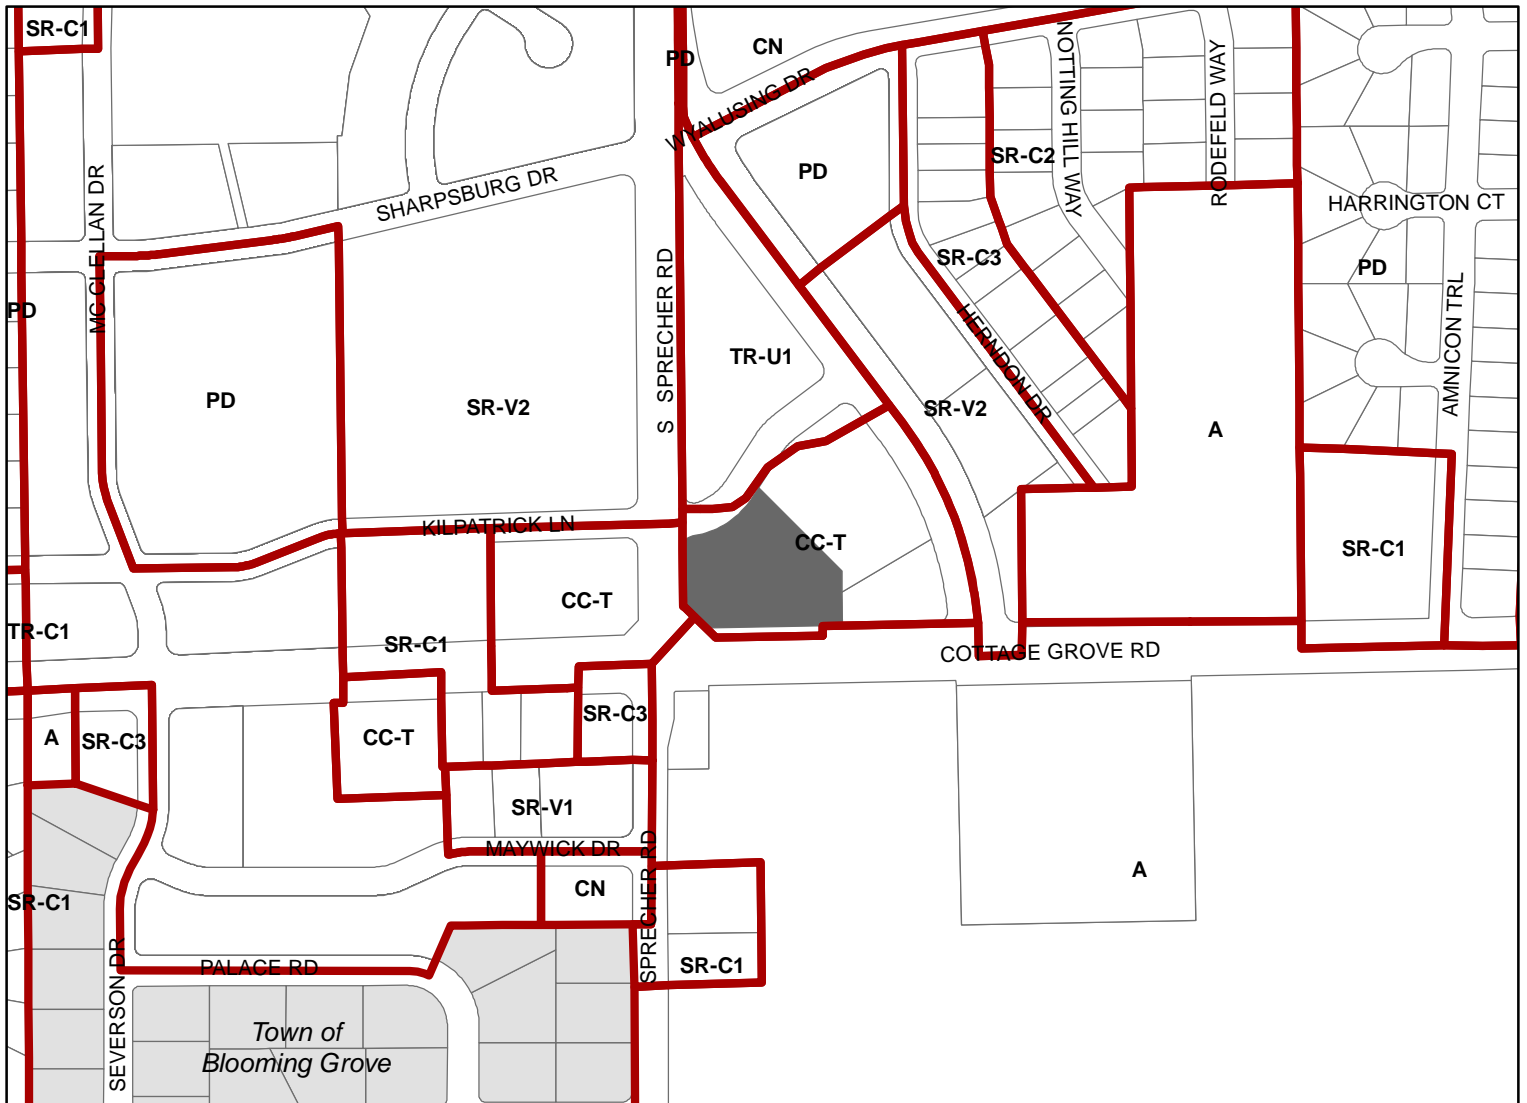 SR-C1
PD
CN
WYALUSING DR
NOTTING HILL WAY
RODEFELD WAY
SR-C2
PD
MC CLELLAN DR
SHARPSBURG DR
HARRINGTON CT
SR-C3
PD
PD
S SPRECHER RD
AMNICON TRL
HERNDON DR
TR-U1
PD
SR-V2
SR-V2
A
KILPATRICK LN
CC-T
SR-C1
CC-T
TR-C1
SR-C1
COTTAGE GROVE RD
SR-C3
A
SR-C3
CC-T
SR-V1
MAYWICK DR
SPRECHER RD
A
CN
SR-C1
SEVERSON DR
PALACE RD
SR-C1
Town of
Blooming Grove